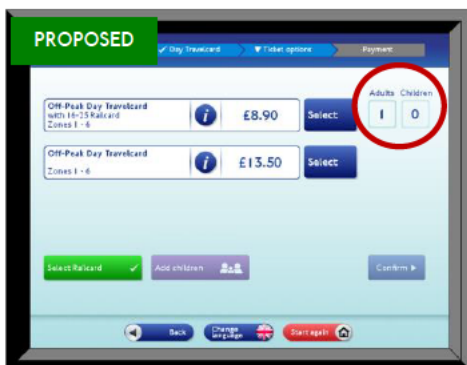 PROPOSED
✓ Day Travelcard
▼ Ticket options
Payment
Adults Children
Off-Peak Day Travelcard
with 16-25 Railcard
Zones 1 - 6
i
£8.90
Select
1
0
Off-Peak Day Travelcard
Zones 1 - 6
i
£13.50
Select
Select Railcard ✓
Add children
Confirm ▶
Back
Change
language
Start again